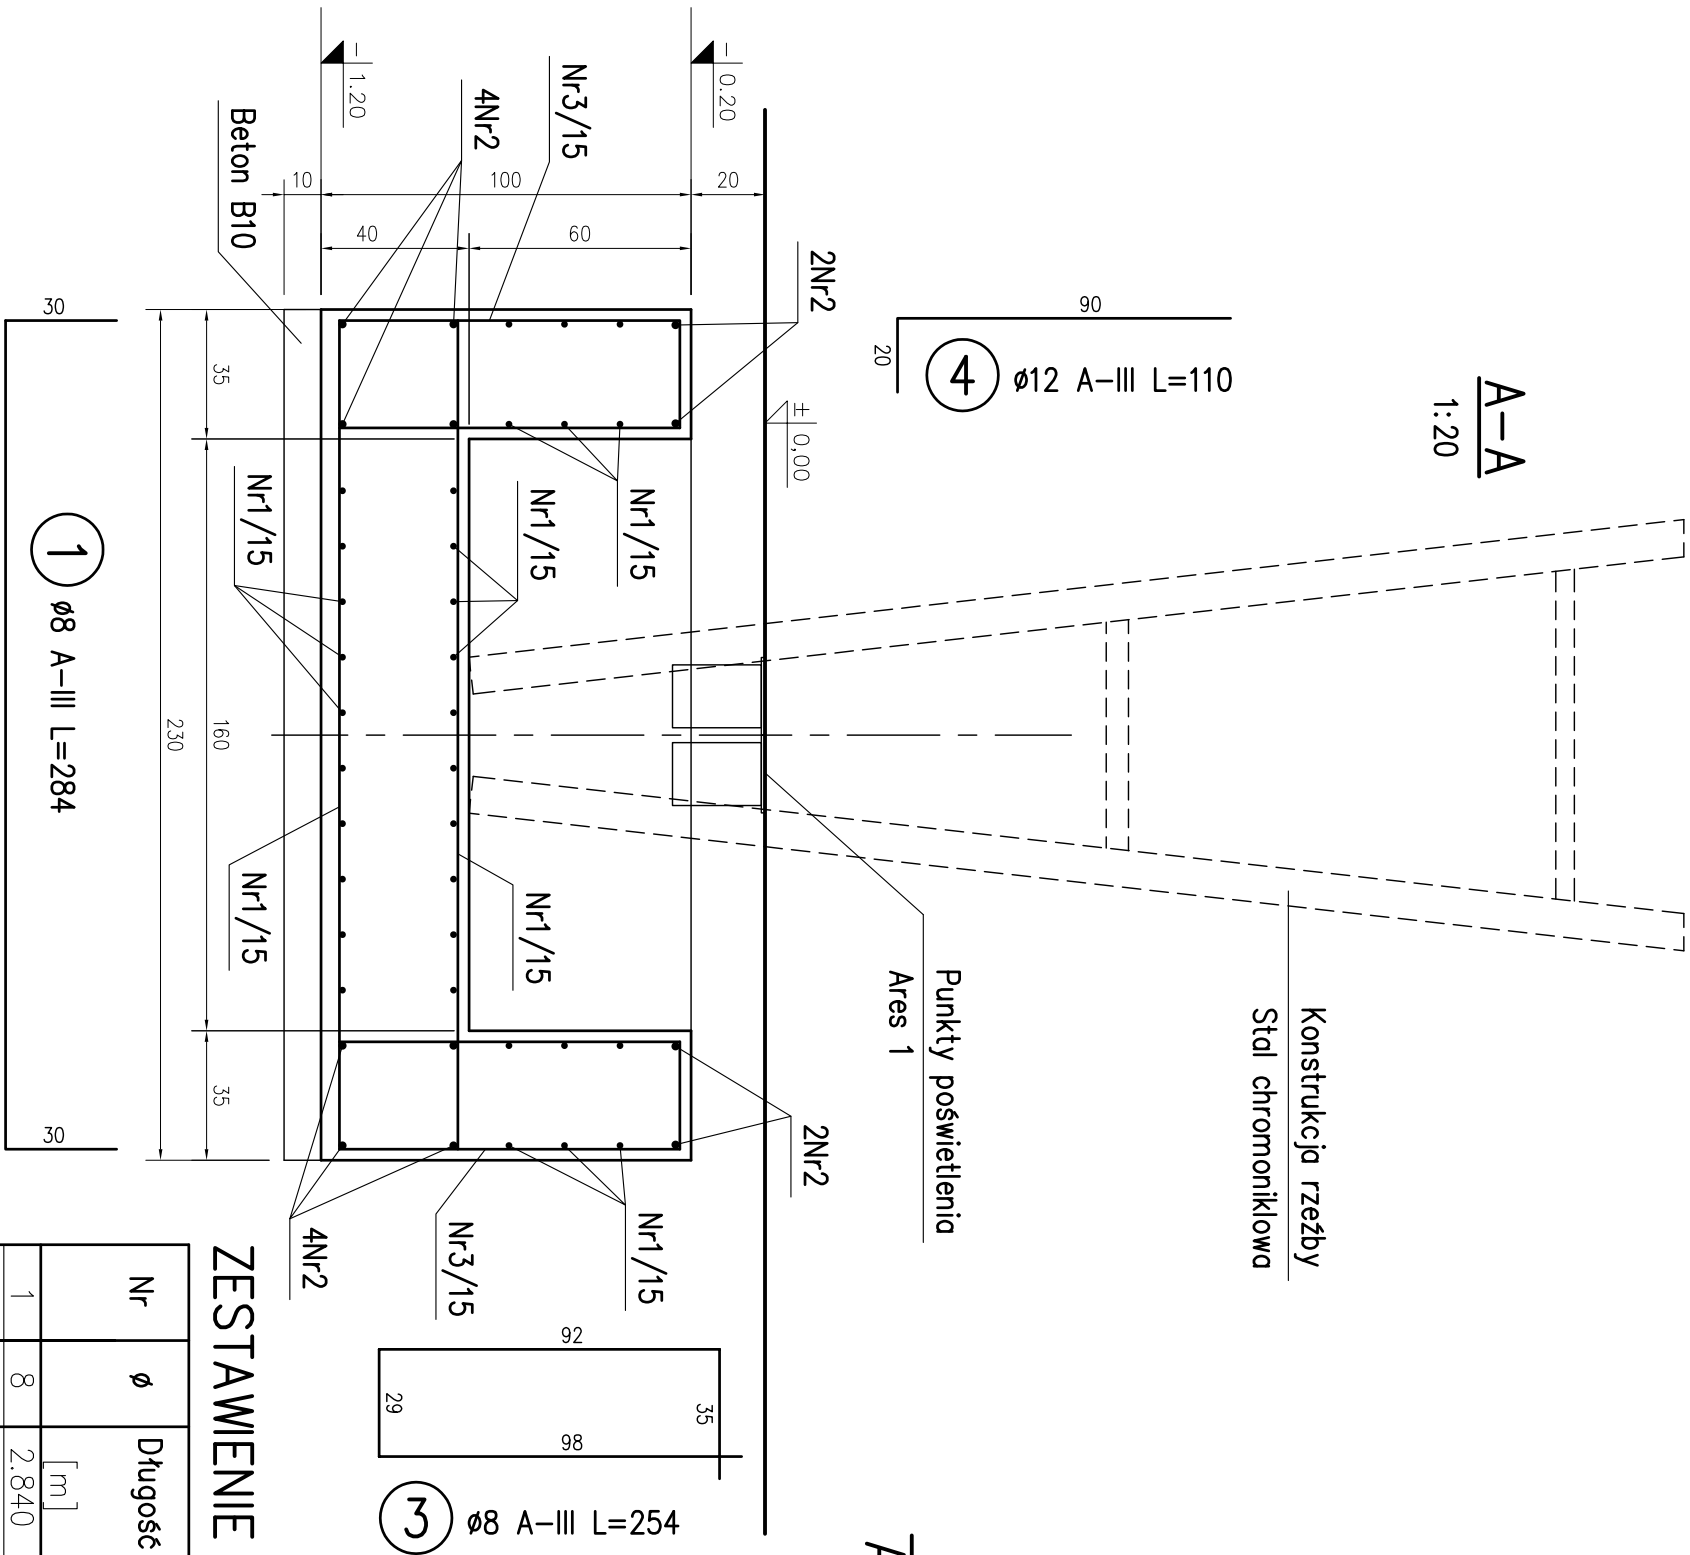 A-A
1:20
90
20
4
ø12 A-III L=110
Konstrukcja rzeźby
Stal chromoniklowa
Punkty poświetlenia
Ares 1
2Nr2
± 0,00
- 0.20
20
Nr3/15
100
60
4Nr2
40
- 1.20
10
Beton B10
Nr1/15
Nr1/15
Nr1/15
Nr1/15
Nr1/15
2Nr2
Nr1/15
Nr3/15
4Nr2
35
160
35
230
30
30
1
ø8 A-III L=284
92
35
29
98
3
ø8 A-III L=254
ZESTAWIENIE
Nr
ø
Długość
[m]
1
8
2.840